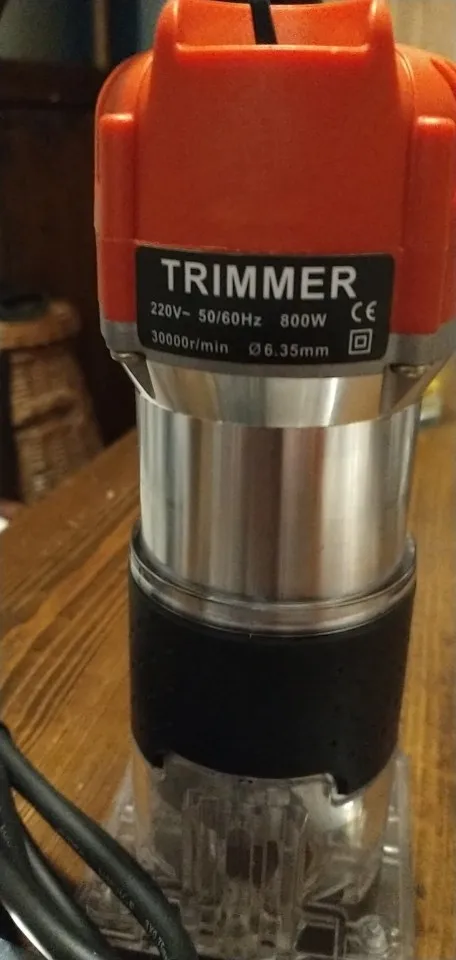 TRIMMER
220V~ 50/60Hz 800W CE
30000r/min Ø6.35mm